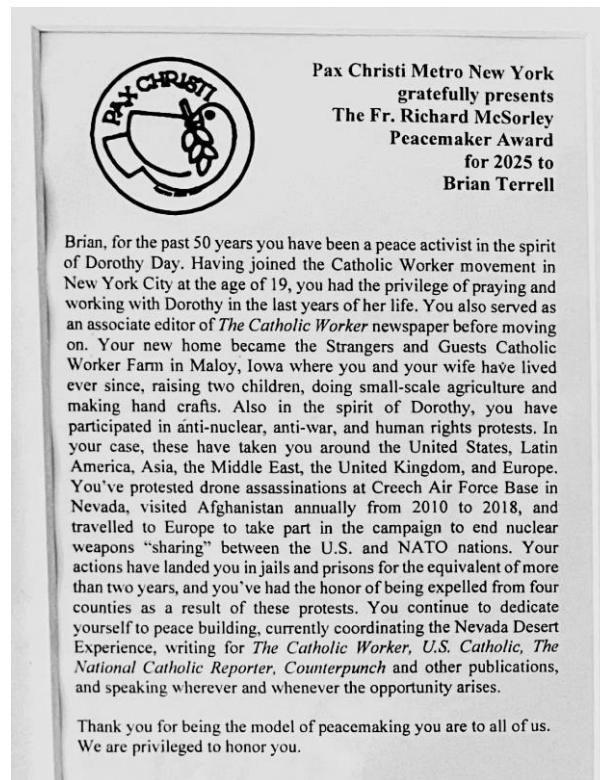 PAX CHRISTI
Pax Christi Metro New York
gratefully presents
The Fr. Richard McSorley
Peacemaker Award
for 2025 to
Brian Terrell
Brian, for the past 50 years you have been a peace activist in the spirit
of Dorothy Day. Having joined the Catholic Worker movement in
New York City at the age of 19, you had the privilege of praying and
working with Dorothy in the last years of her life. You also served as
an associate editor of The Catholic Worker newspaper before moving
on. Your new home became the Strangers and Guests Catholic
Worker Farm in Maloy, Iowa where you and your wife have lived
ever since, raising two children, doing small-scale agriculture and
making hand crafts. Also in the spirit of Dorothy, you have
participated in anti-nuclear, anti-war, and human rights protests. In
your case, these have taken you around the United States, Latin
America, Asia, the Middle East, the United Kingdom, and Europe.
You've protested drone assassinations at Creech Air Force Base in
Nevada, visited Afghanistan annually from 2010 to 2018, and
travelled to Europe to take part in the campaign to end nuclear
weapons “sharing” between the U.S. and NATO nations. Your
actions have landed you in jails and prisons for the equivalent of more
than two years, and you've had the honor of being expelled from four
counties as a result of these protests. You continue to dedicate
yourself to peace building, currently coordinating the Nevada Desert
Experience, writing for The Catholic Worker, U.S. Catholic, The
National Catholic Reporter, Counterpunch and other publications,
and speaking wherever and whenever the opportunity arises.
Thank you for being the model of peacemaking you are to all of us.
We are privileged to honor you.